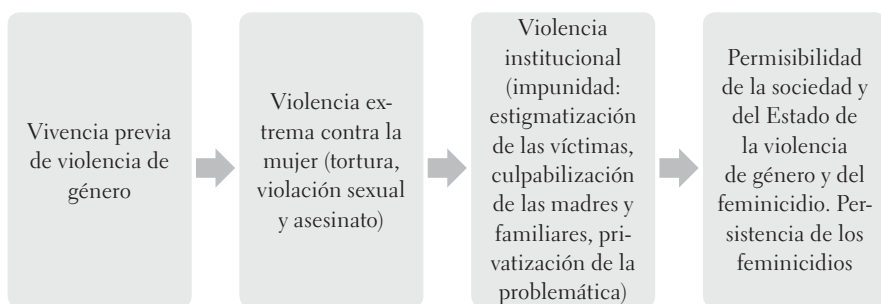 Vivencia previa
de violencia de
género
Violencia ex-
trema contra la
mujer (tortura,
violación sexual
y asesinato)
Violencia
institucional
(impunidad:
estigmatización
de las víctimas,
culpabilización
de las madres y
familiares, pri-
vatización de la
problemática)
Permisibilidad
de la sociedad y
del Estado de
la violencia
de género y del
feminicidio. Per-
sistencia de los
feminicidios